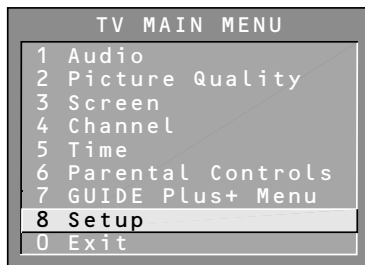 TV MAIN MENU
1 Audio
2 Picture Quality
3 Screen
4 Channel
5 Time
6 Parental Controls
7 GUIDE Plus+ Menu
8 Setup
0 Exit